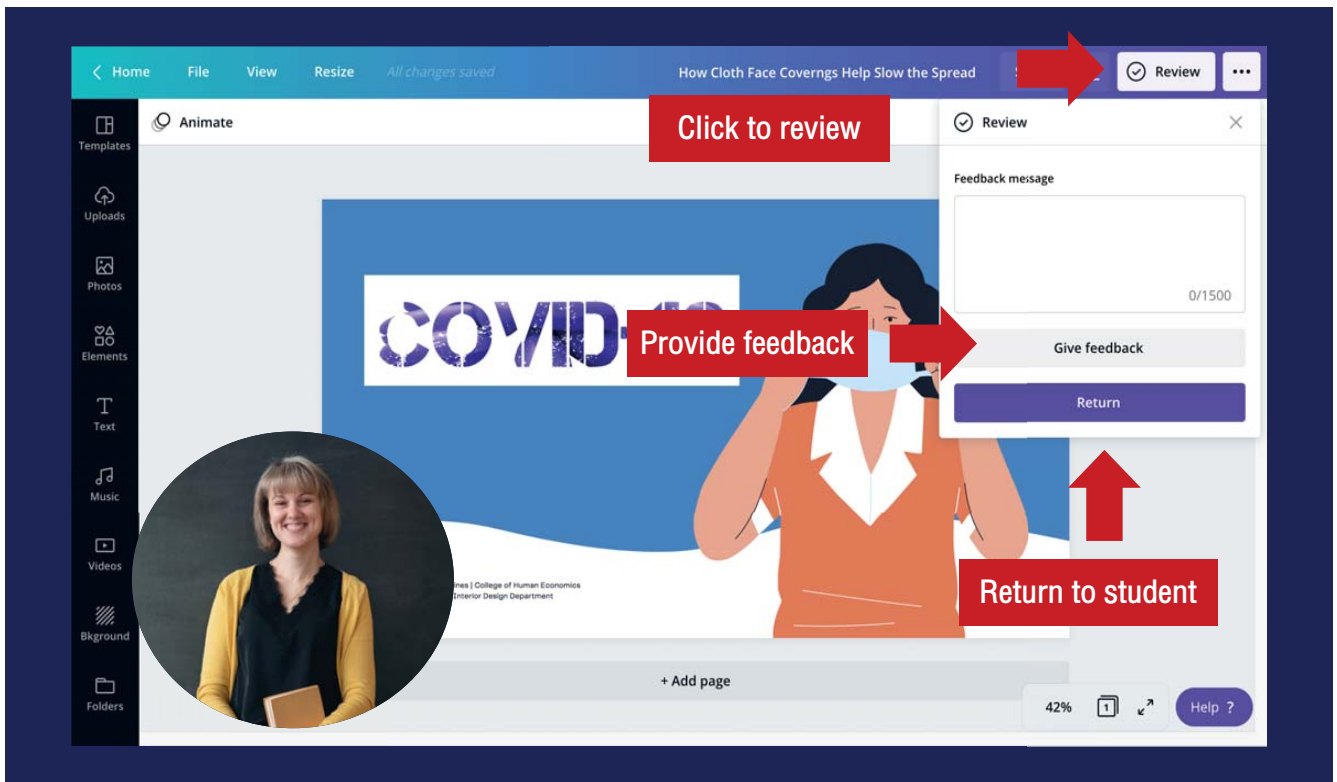 Home File View Resize All changes saved How Cloth Face Coverngs Help Slow the Spread Review
Click to review
Animate
Review
Templates
Feedback message
Uploads
Photos
0/1500
COVID-19
Provide feedback
Give feedback
Elements
Return
Text
Music
Videos
| College of Human Economics
Interior Design Department
Return to student
Bkground
+ Add page
Folders
42% 1 Help ?